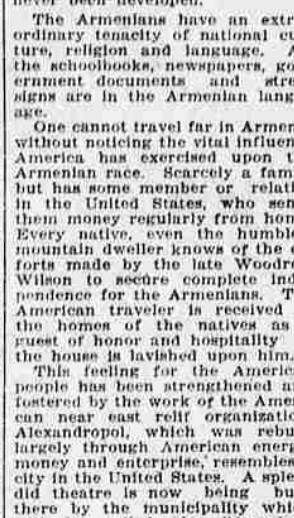 never been developed.
The Armenians have an extr
ordinary tenacity of national cu
ture, religion and language. A
the schoolbooks, newspapers, go
ernment documents and stre
signs are in the Armenian lang
age.
One cannot travel far in Armen
without noticing the vital influen
America has exercised upon t
Armenian race. Scarcely a fam
but has some member or relati
in the United States, who sen
them money regularly from hom
Every native, even the humble
mountain dweller knows of the e
forts made by the late Woodro
Wilson to secure complete ind
pendence for the Armenians. T
American traveler is received
the homes of the natives as
guest of honor and hospitality
the house is lavished upon him.
This feeling for the Americ
people has been strengthened a
fostered by the work of the Ame
can near east relif organizatio
Alexandropol, which was rebu
largely through American energ
money and enterprise, resembles
city in the United States. A sple
did theatre is now being bu
there by the municipality whi